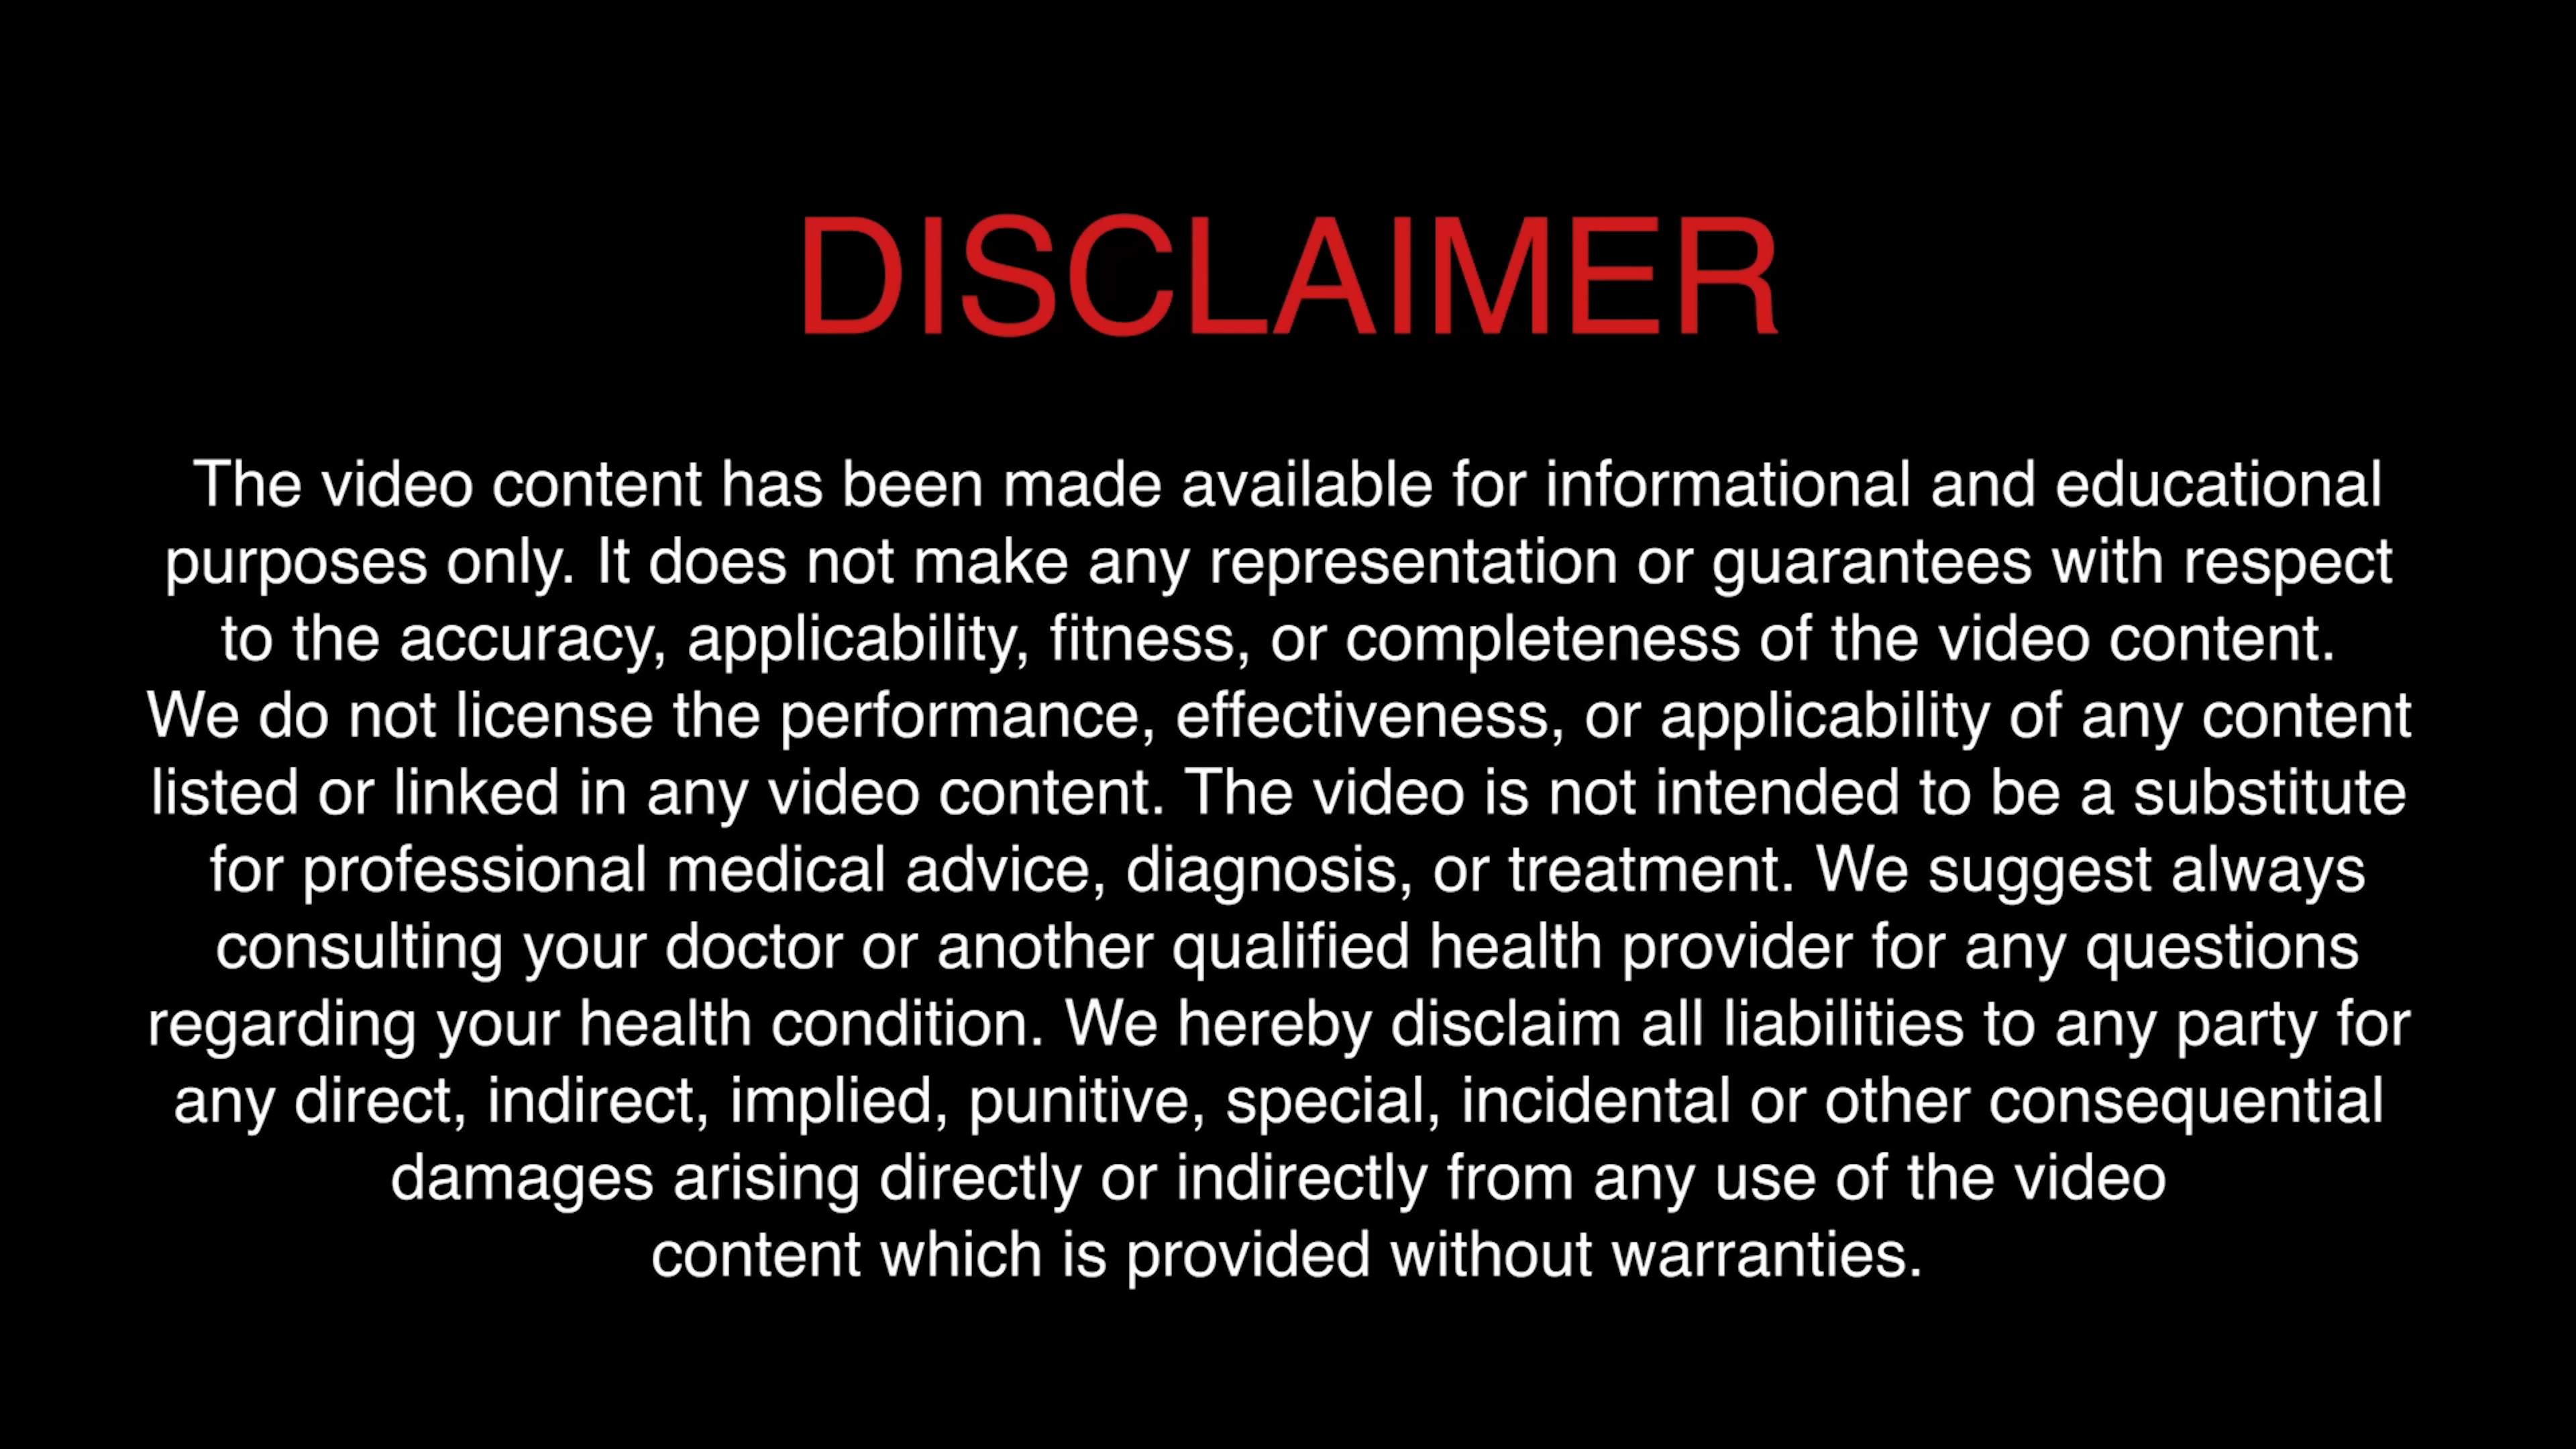 DISCLAIMER
The video content has been made available for informational and educational
purposes only. It does not make any representation or guarantees with respect
to the accuracy, applicability, fitness, or completeness of the video content.
We do not license the performance, effectiveness, or applicability of any content
listed or linked in any video content. The video is not intended to be a substitute
for professional medical advice, diagnosis, or treatment. We suggest always
consulting your doctor or another qualified health provider for any questions
regarding your health condition. We hereby disclaim all liabilities to any party for
any direct, indirect, implied, punitive, special, incidental or other consequential
damages arising directly or indirectly from any use of the video
content which is provided without warranties.